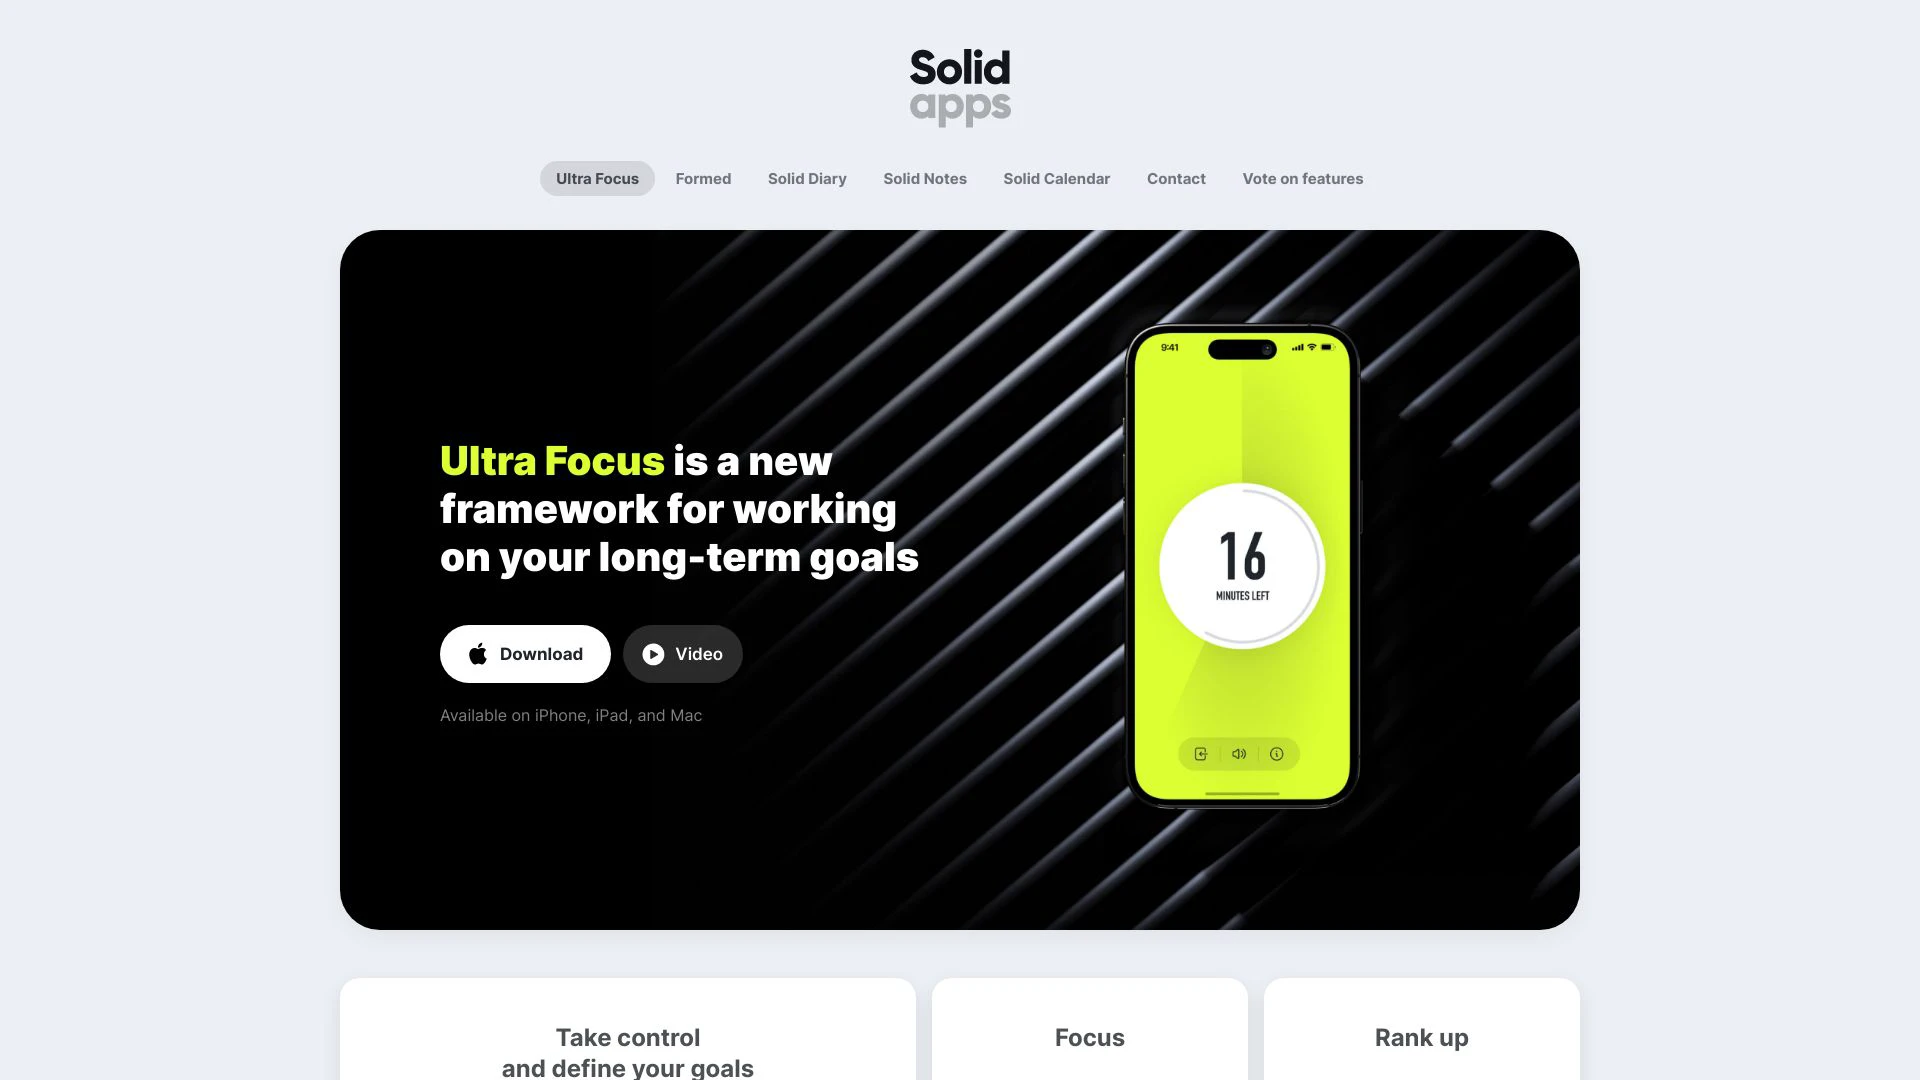 Solid
apps
Ultra Focus
Formed
Solid Diary
Solid Notes
Solid Calendar
Contact
Vote on features
Ultra Focus is a new
framework for working
on your long-term goals
Download
Video
Available on iPhone, iPad, and Mac
9:41
16
MINUTES LEFT
Take control
and define your goals
Focus
Rank up